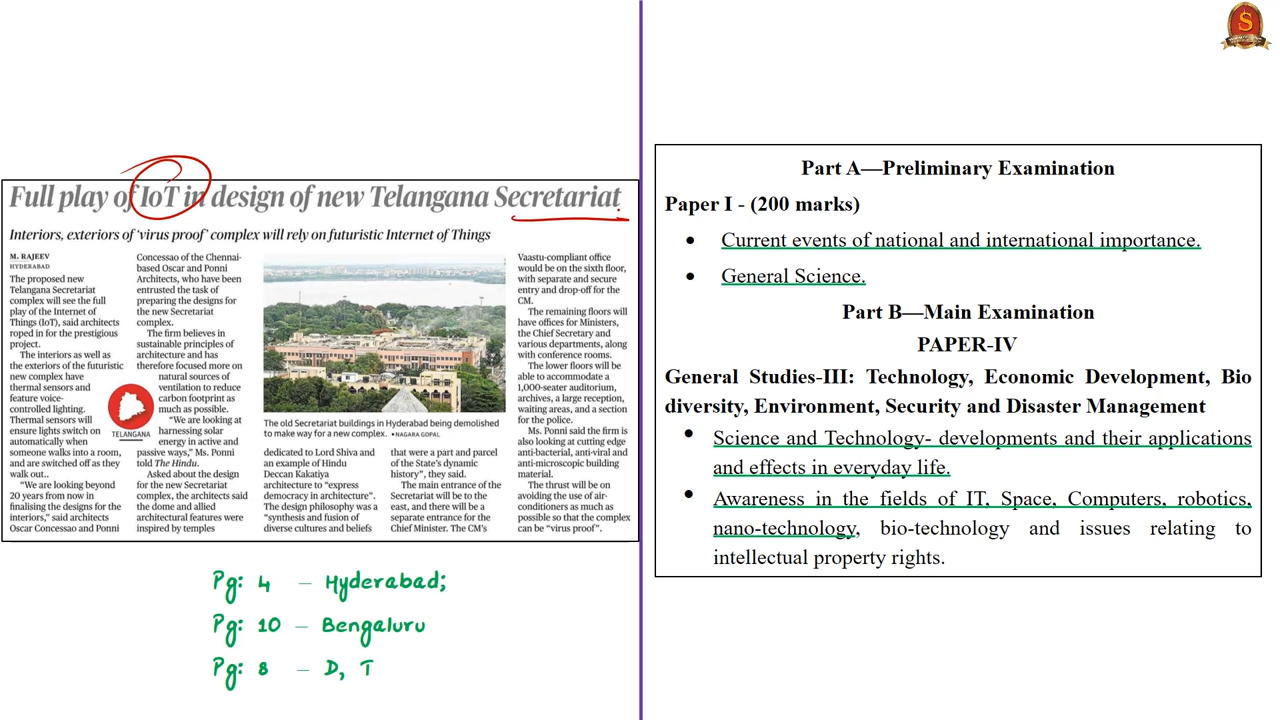 Full play of IoT in design of new Telangana Secretariat
Interiors, exteriors of ‘virus proof’ complex will rely on futuristic Internet of Things
M. RAJEEV
HYDERABAD
The proposed new
Telangana Secretariat
complex will see the full
play of the Internet of
Things (IoT), said architects
roped in for the prestigious
project.
The interiors as well as
the exteriors of the futuristic
new complex have
thermal sensors and
feature voice-
controlled lighting.
Thermal sensors will
ensure lights switch on
automatically when
someone walks into a room,
and are switched off as they
walk out..
“We are looking beyond
20 years from now in
finalising the designs for the
interiors,” said architects
Oscar Concessao and Ponni
TELANGANA
Concessao of the Chennai-
based Oscar and Ponni
Architects, who have been
entrusted the task of
preparing the designs for
the new Secretariat
complex.
The firm believes in
sustainable principles of
architecture and has
therefore focused more on
natural sources of
ventilation to reduce
carbon footprint as
much as possible.
“We are looking at
harnessing solar
energy in active and
passive ways,” Ms. Ponni
told The Hindu.
Asked about the design
for the new Secretariat
complex, the architects said
the dome and allied
architectural features were
inspired by temples
The old Secretariat buildings in Hyderabad being demolished
to make way for a new complex. •NAGARA GOPAL
dedicated to Lord Shiva and
an example of Hindu
Deccan Kakatiya
architecture to “express
democracy in architecture”.
The design philosophy was a
“synthesis and fusion of
diverse cultures and beliefs
that were a part and parcel
of the State’s dynamic
history”, they said.
The main entrance of the
Secretariat will be to the
east, and there will be a
separate entrance for the
Chief Minister. The CM’s
Vaastu-compliant office
would be on the sixth floor,
with separate and secure
entry and drop-off for the
CM.
The remaining floors will
have offices for Ministers,
the Chief Secretary and
various departments, along
with conference rooms.
The lower floors will be
able to accommodate a
1,000-seater auditorium,
archives, a large reception,
waiting areas, and a section
for the police.
Ms. Ponni said the firm is
also looking at cutting edge
anti-bacterial, anti-viral and
anti-microscopic building
material.
The thrust will be on
avoiding the use of air-
conditioners as much as
possible so that the complex
can be “virus proof”.
Pg: 4 – Hyderabad;
Pg: 10 – Bengaluru
Pg: 8 – D, T
S
Part A—Preliminary Examination
Paper I - (200 marks)
• Current events of national and international importance.
• General Science.
Part B—Main Examination
PAPER-IV
General Studies-III: Technology, Economic Development, Bio
diversity, Environment, Security and Disaster Management
• Science and Technology- developments and their applications
and effects in everyday life.
• Awareness in the fields of IT, Space, Computers, robotics,
nano-technology, bio-technology and issues relating to
intellectual property rights.